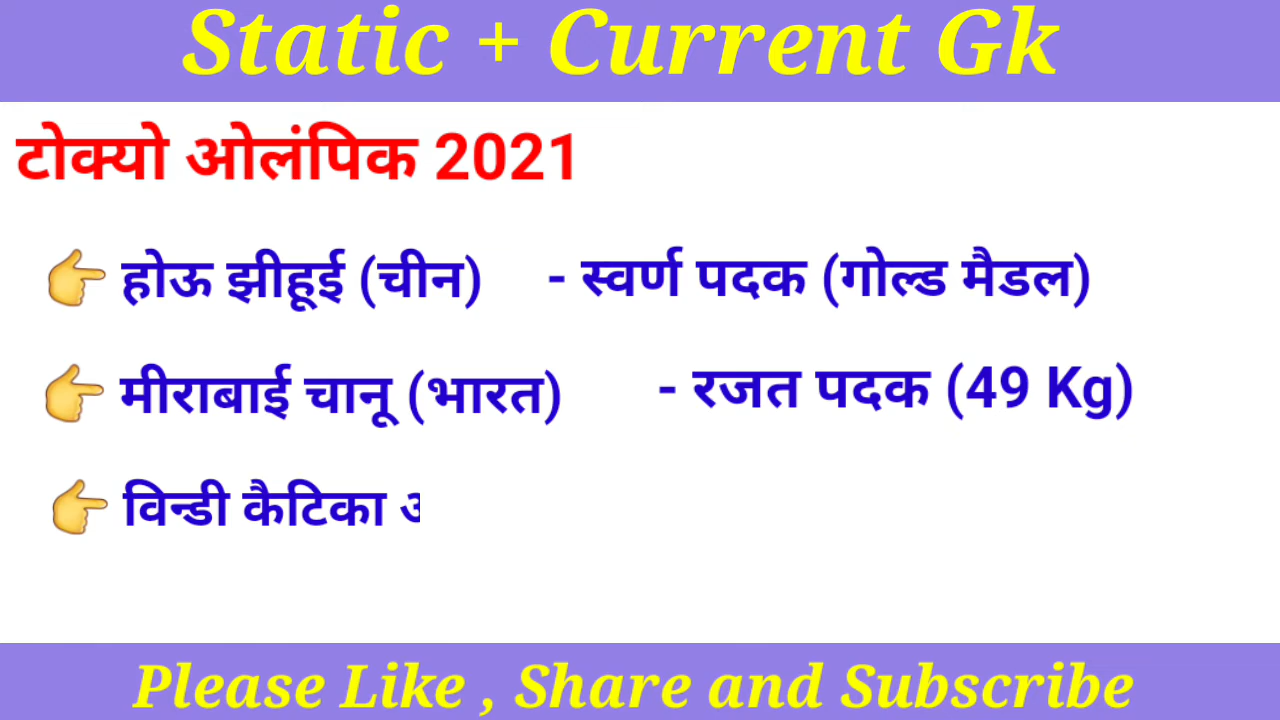 Static + Current Gk
टोक्यो ओलंपिक 2021
👉 होऊ झीहूई (चीन) - स्वर्ण पदक (गोल्ड मैडल)
👉 मीराबाई चानू (भारत) - रजत पदक (49 Kg)
👉 विन्डी कैटिका
Please Like , Share and Subscribe